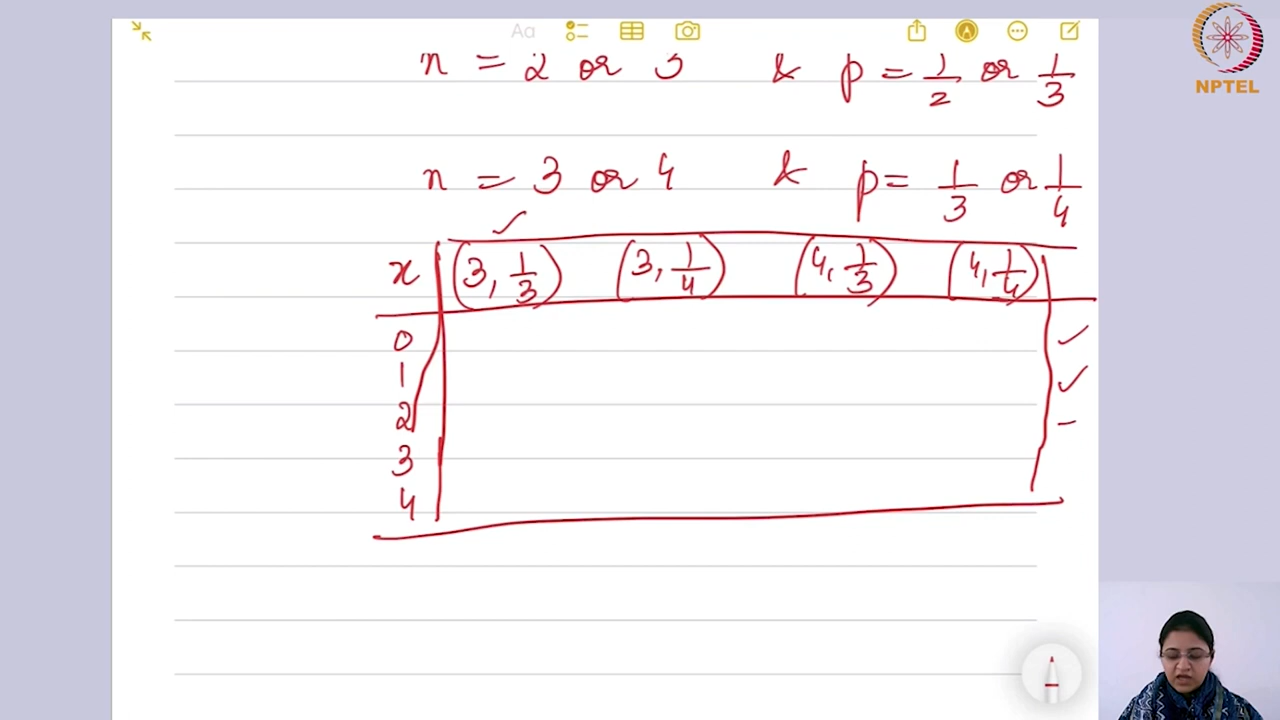 Aa
NPTEL
n = 2 or 3 & p = 1/2 or 1/3
n = 3 or 4 & p = 1/3 or 1/4
x (3, 1/3) (3, 1/4) (4, 1/3) (4, 1/4)
0 ✓
1 ✓
2 -
3
4